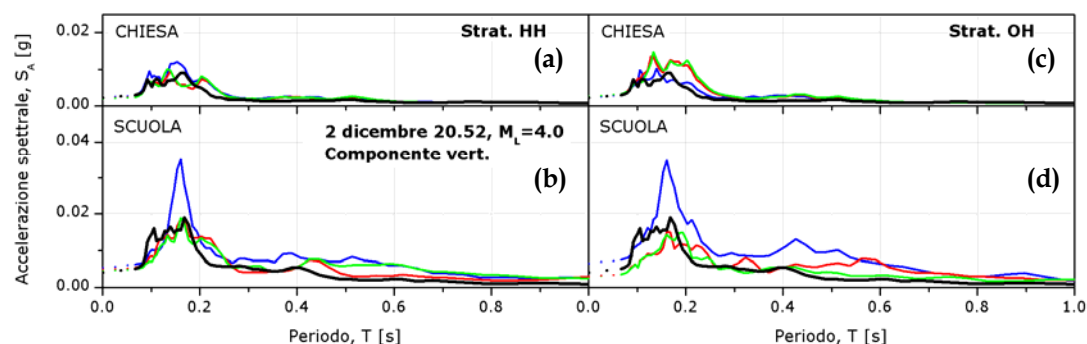 Accelerazione spettrale, S_A [g]
0.02
0.00
CHIESA
Strat. HH
(a)
CHIESA
Strat. OH
(c)
0.04
0.02
0.00
SCUOLA
2 dicembre 20.52, M_L=4.0
Componente vert.
(b)
SCUOLA
(d)
0.0 0.2 0.4 0.6 0.8 0.0 0.2 0.4 0.6 0.8 1.0
Periodo, T [s]
Periodo, T [s]